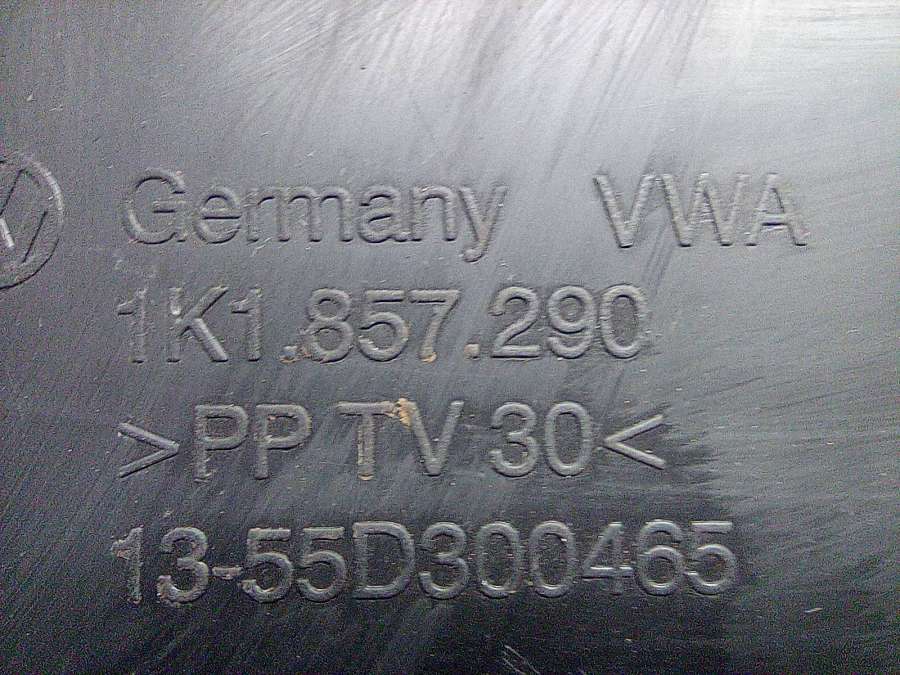 Germany VWA
1K1.857.290
>PP TV 30<
13-55D300465